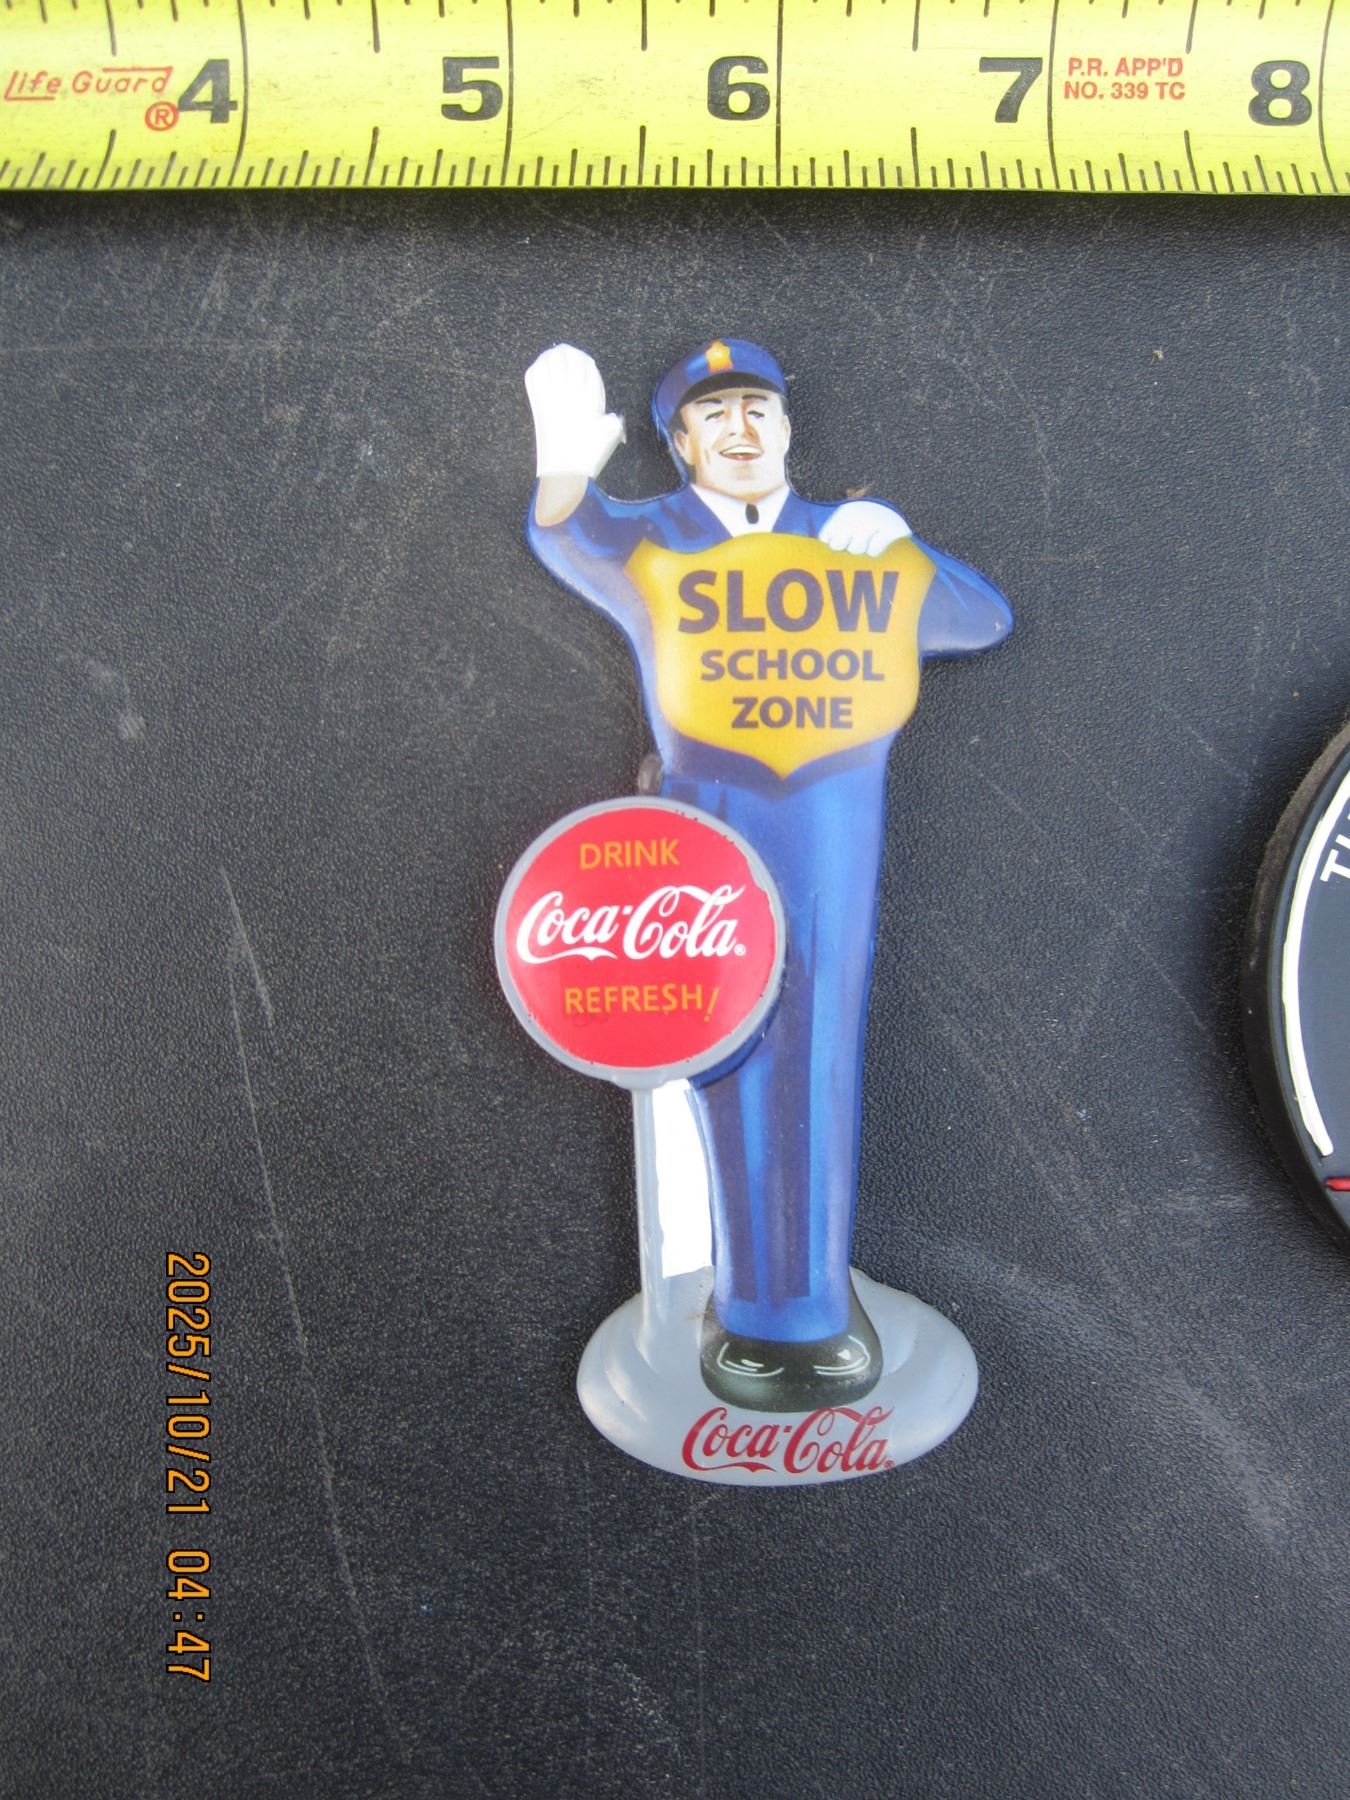 Life Guard® 4 5 6 7 P.R. APP'D 8
NO. 339 TC
SLOW
SCHOOL
ZONE
DRINK
Coca-Cola®
REFRESH!
Coca-Cola®
2025/10/21 04:47